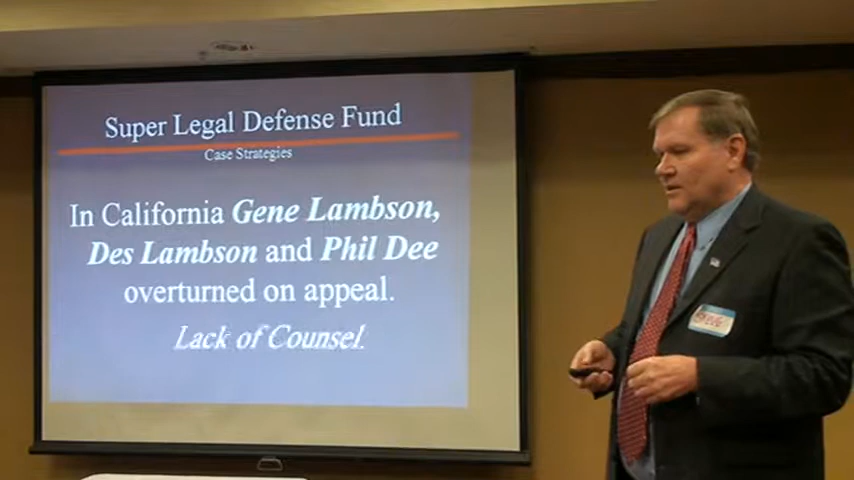 Super Legal Defense Fund
Case Strategies
In California Gene Lambson,
Des Lambson and Phil Dee
overturned on appeal.
Lack of Counsel.